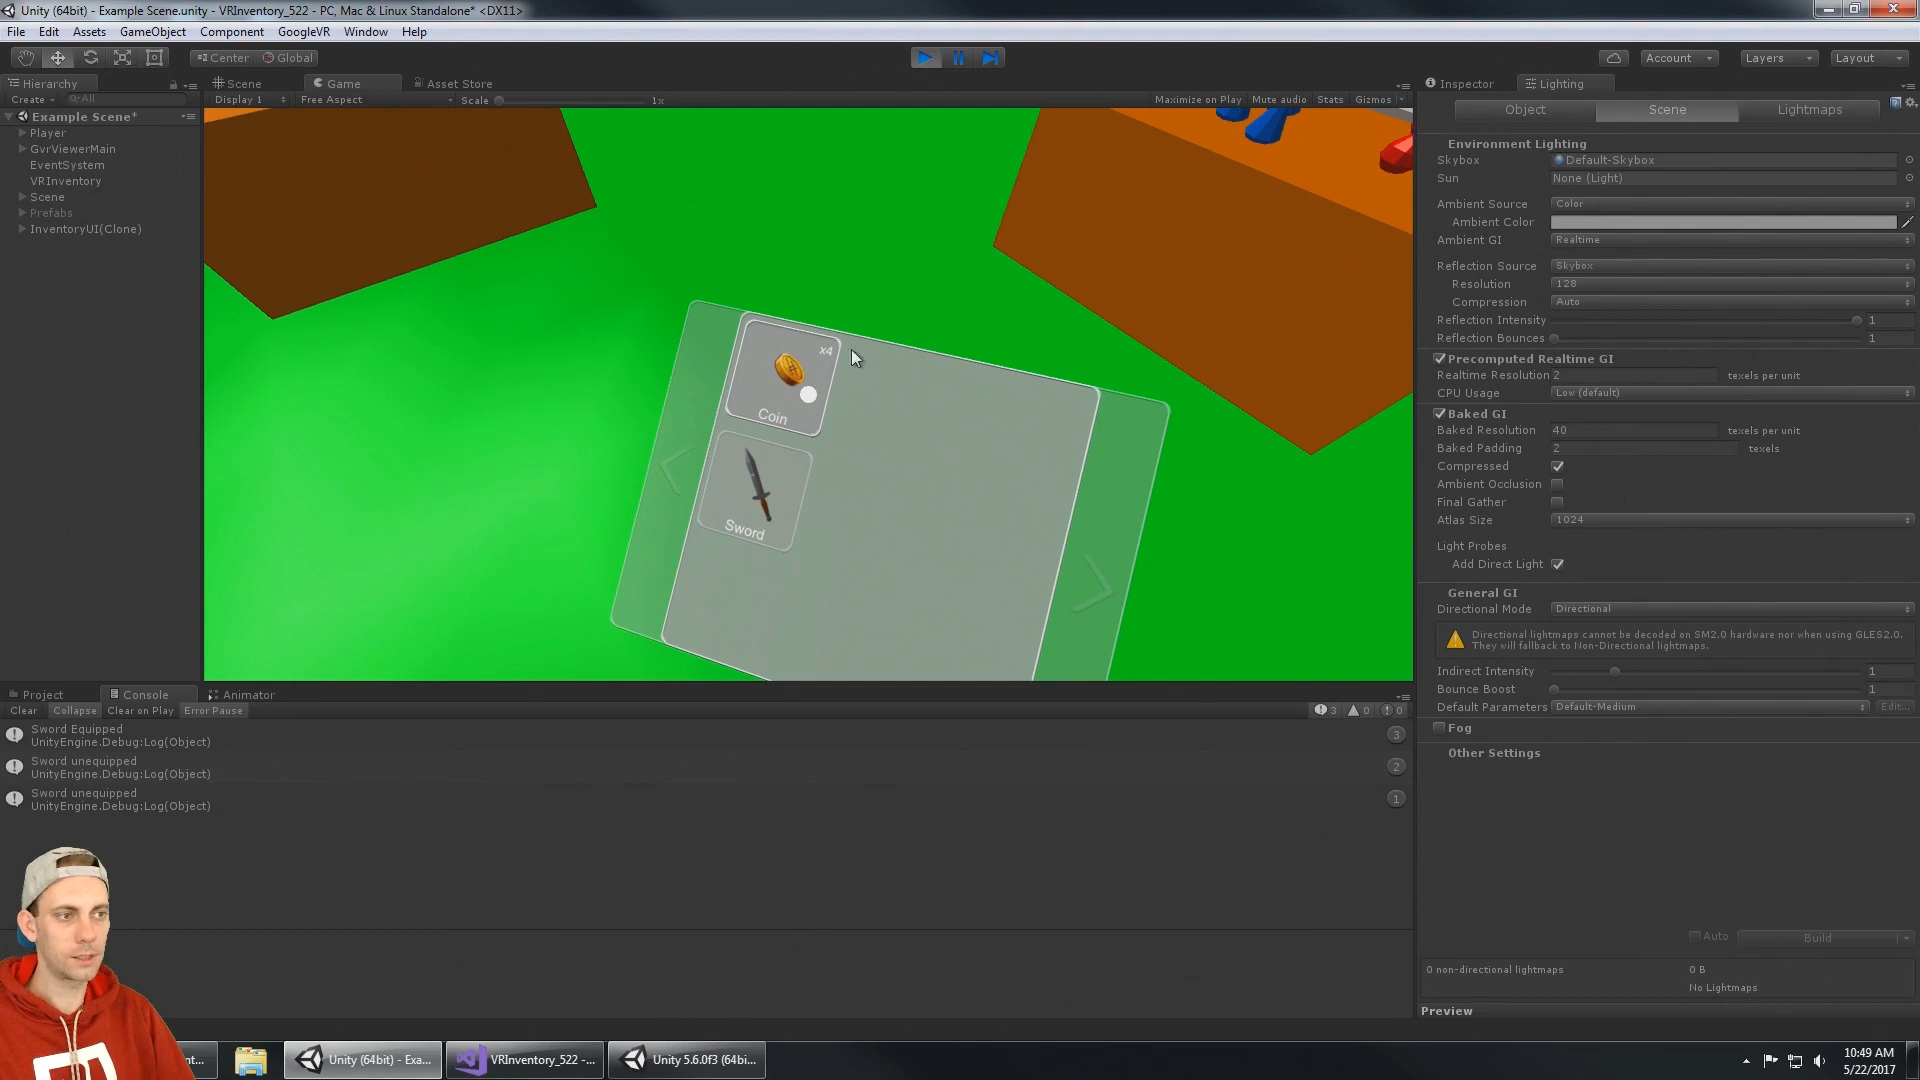 Unity (64bit) - Example Scene.unity - VRInventory_522 - PC, Mac & Linux Standalone* <DX11>
File Edit Assets GameObject Component GoogleVR Window Help
Center Global Account Layers Layout
Hierarchy Scene Game Asset Store Inspector Lighting
Create All Display 1 Free Aspect Scale 1x Maximize on Play Mute audio Stats Gizmos
Object Scene Lightmaps
Example Scene*
Player
GvrViewerMain
EventSystem
VRInventory
Scene
Prefabs
InventoryUI(Clone)
x4
Coin
Sword
Environment Lighting
Skybox Default-Skybox
Sun None (Light)
Ambient Source Color
Ambient Color
Ambient GI Realtime
Reflection Source Skybox
Resolution 128
Compression Auto
Reflection Intensity 1
Reflection Bounces 1
Precomputed Realtime GI
Realtime Resolution 2 texels per unit
CPU Usage Low (default)
Baked GI
Baked Resolution 40 texels per unit
Baked Padding 2 texels
Compressed
Ambient Occlusion
Final Gather
Atlas Size 1024
Light Probes
Add Direct Light
General GI
Directional Mode Directional
Directional lightmaps cannot be decoded on SM2.0 hardware nor when using GLES2.0.
They will fallback to Non-Directional lightmaps.
Indirect Intensity 1
Bounce Boost 1
Default Parameters Default-Medium Edit...
Fog
Other Settings
Auto Build
0 non-directional lightmaps 0 B
No Lightmaps
Preview
Project Console Animator
Clear Collapse Clear on Play Error Pause 3 0 0
Sword Equipped
UnityEngine.Debug:Log(Object) 3
Sword unequipped
UnityEngine.Debug:Log(Object) 2
Sword unequipped
UnityEngine.Debug:Log(Object) 1
nt... Unity (64bit) - Exa... VRInventory_522 -... Unity 5.6.0f3 (64bi...
10:49 AM
5/22/2017